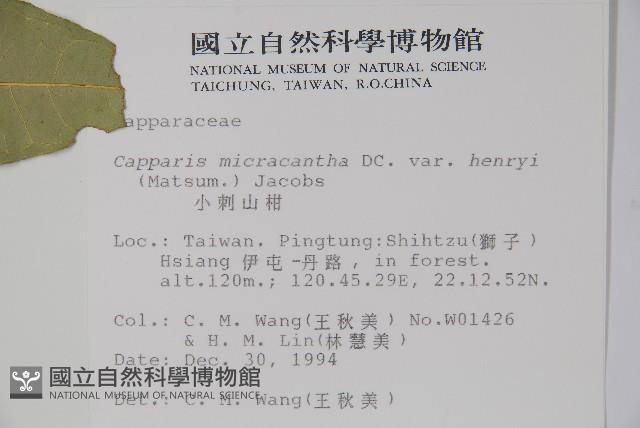 國立自然科學博物館
NATIONAL MUSEUM OF NATURAL SCIENCE
TAICHUNG, TAIWAN, R.O.CHINA
apparaceae
Capparis micracantha DC. var. henryi
(Matsum.) Jacobs
小刺山柑
Loc.: Taiwan. Pingtung:Shihtzu(獅子)
Hsiang 伊屯-丹路, in forest.
alt.120m.; 120.45.29E, 22.12.52N.
Col.: C. M. Wang(王秋美) No.W01426
& H. M. Lin(林慧美)
Date: Dec. 30, 1994
國立自然科學博物館
NATIONAL MUSEUM OF NATURAL SCIENCE
Det.: C. M. Wang(王秋美)